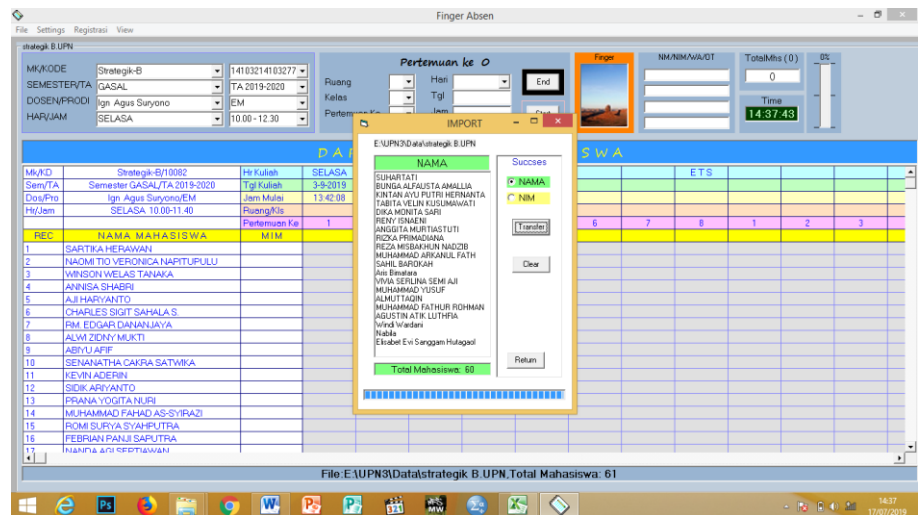 Finger Absen
File Settings Registrasi View
strategik B.UPN
MK/KODE Strategik-B 14103214103277
SEMESTER/TA GASAL TA 2019-2020
DOSEN/PRODI Ign Agus Suryono EM
HAR/JAM SELASA 10.00 - 12.30
Pertemuan ke 0
Ruang Hari End
Kelas Tgl
Pertemuan Ke Jam Start
Finger
NM/NIM/WA/OT
TotalMhs ( 0 )
0
Time
14:37:43
0%
IMPORT
E:\UPN3\Data\strategik B.UPN
NAMA
SUHARTATI
BUNGA ALFAUSTA AMALLIA
KINTAN AYU PUTRI HERNANTA
TABITA VELIN KUSUMAWATI
DIKA MONITA SARI
RENY ISNAENI
ANGGITA MURTIASTUTI
RIZKA PRIMADIANA
REZA MISBAKHUN NADZIB
MUHAMMAD ARKANUL FATH
SAHIL BAROKAH
Aris Bimatara
VIVIA SERLINA SEMI AJI
MUHAMMAD YUSUF
ALMUTTAQIN
MUHAMMAD FATHUR ROHMAN
AGUSTIN ATIK LUTHFIA
Windi Wardani
Nabila
Elisabet Evi Sanggam Hutagaol
Total Mahasiswa: 60
Succses
NAMA
NIM
Transfer
Clear
Return
D A F
S W A
Mk/KD Strategik-B/10082 Hr Kuliah SELASA E T S
Sem/TA Semester GASAL/TA 2019-2020 Tgl Kuliah 3-9-2019
Dos/Pro Ign Agus Suryono/EM Jam Mulai 13:42:08
Hr/Jam SELASA 10.00-11.40 Ruang/Kls
Pertemuan Ke 1 6 7 8 1 2 3
REC NAMA MAHASISWA MIM
1 SARTIKA HERAWAN
2 NAOMI TIO VERONICA NAPITUPULU
3 WINSON WELAS TANAKA
4 ANNISA SHABRI
5 AJI HARYANTO
6 CHARLES SIGIT SAHALA S.
7 RM. EDGAR DANANJAYA
8 ALWI ZIDNY MUKTI
9 ABIYU AFIF
10 SENANATHA CAKRA SATWIKA
11 KEVIN ADERIN
12 SIDIK ARIYANTO
13 PRANA YOGITA NURI
14 MUHAMMAD FAHAD AS-SYIRAZI
15 ROMI SURYA SYAHPUTRA
16 FEBRIAN PANJI SAPUTRA
17 NANDA AGI SEPTIAWAN
File:E:\UPN3\Data\strategik B.UPN,Total Mahasiswa: 61
14:37
17/07/2019